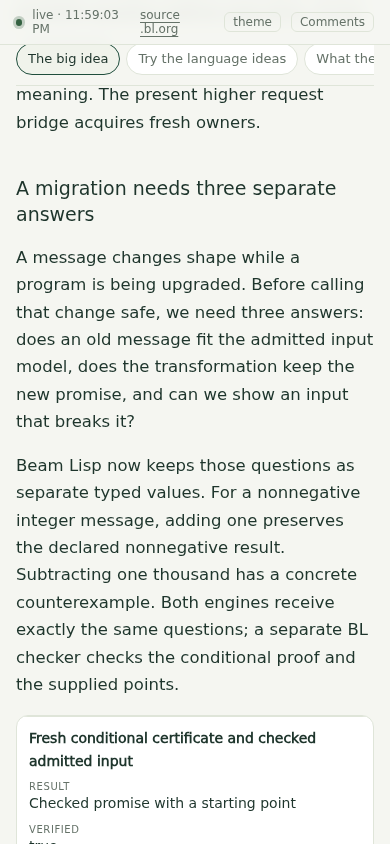 live · 11:59:03 PM
source .bl.org
theme
Comments
The big idea
Try the language ideas
What the
meaning. The present higher request
bridge acquires fresh owners.
A migration needs three separate
answers
A message changes shape while a
program is being upgraded. Before calling
that change safe, we need three answers:
does an old message fit the admitted input
model, does the transformation keep the
new promise, and can we show an input
that breaks it?
Beam Lisp now keeps those questions as
separate typed values. For a nonnegative
integer message, adding one preserves
the declared nonnegative result.
Subtracting one thousand has a concrete
counterexample. Both engines receive
exactly the same questions; a separate BL
checker checks the conditional proof and
the supplied points.
Fresh conditional certificate and checked
admitted input
RESULT
Checked promise with a starting point
VERIFIED